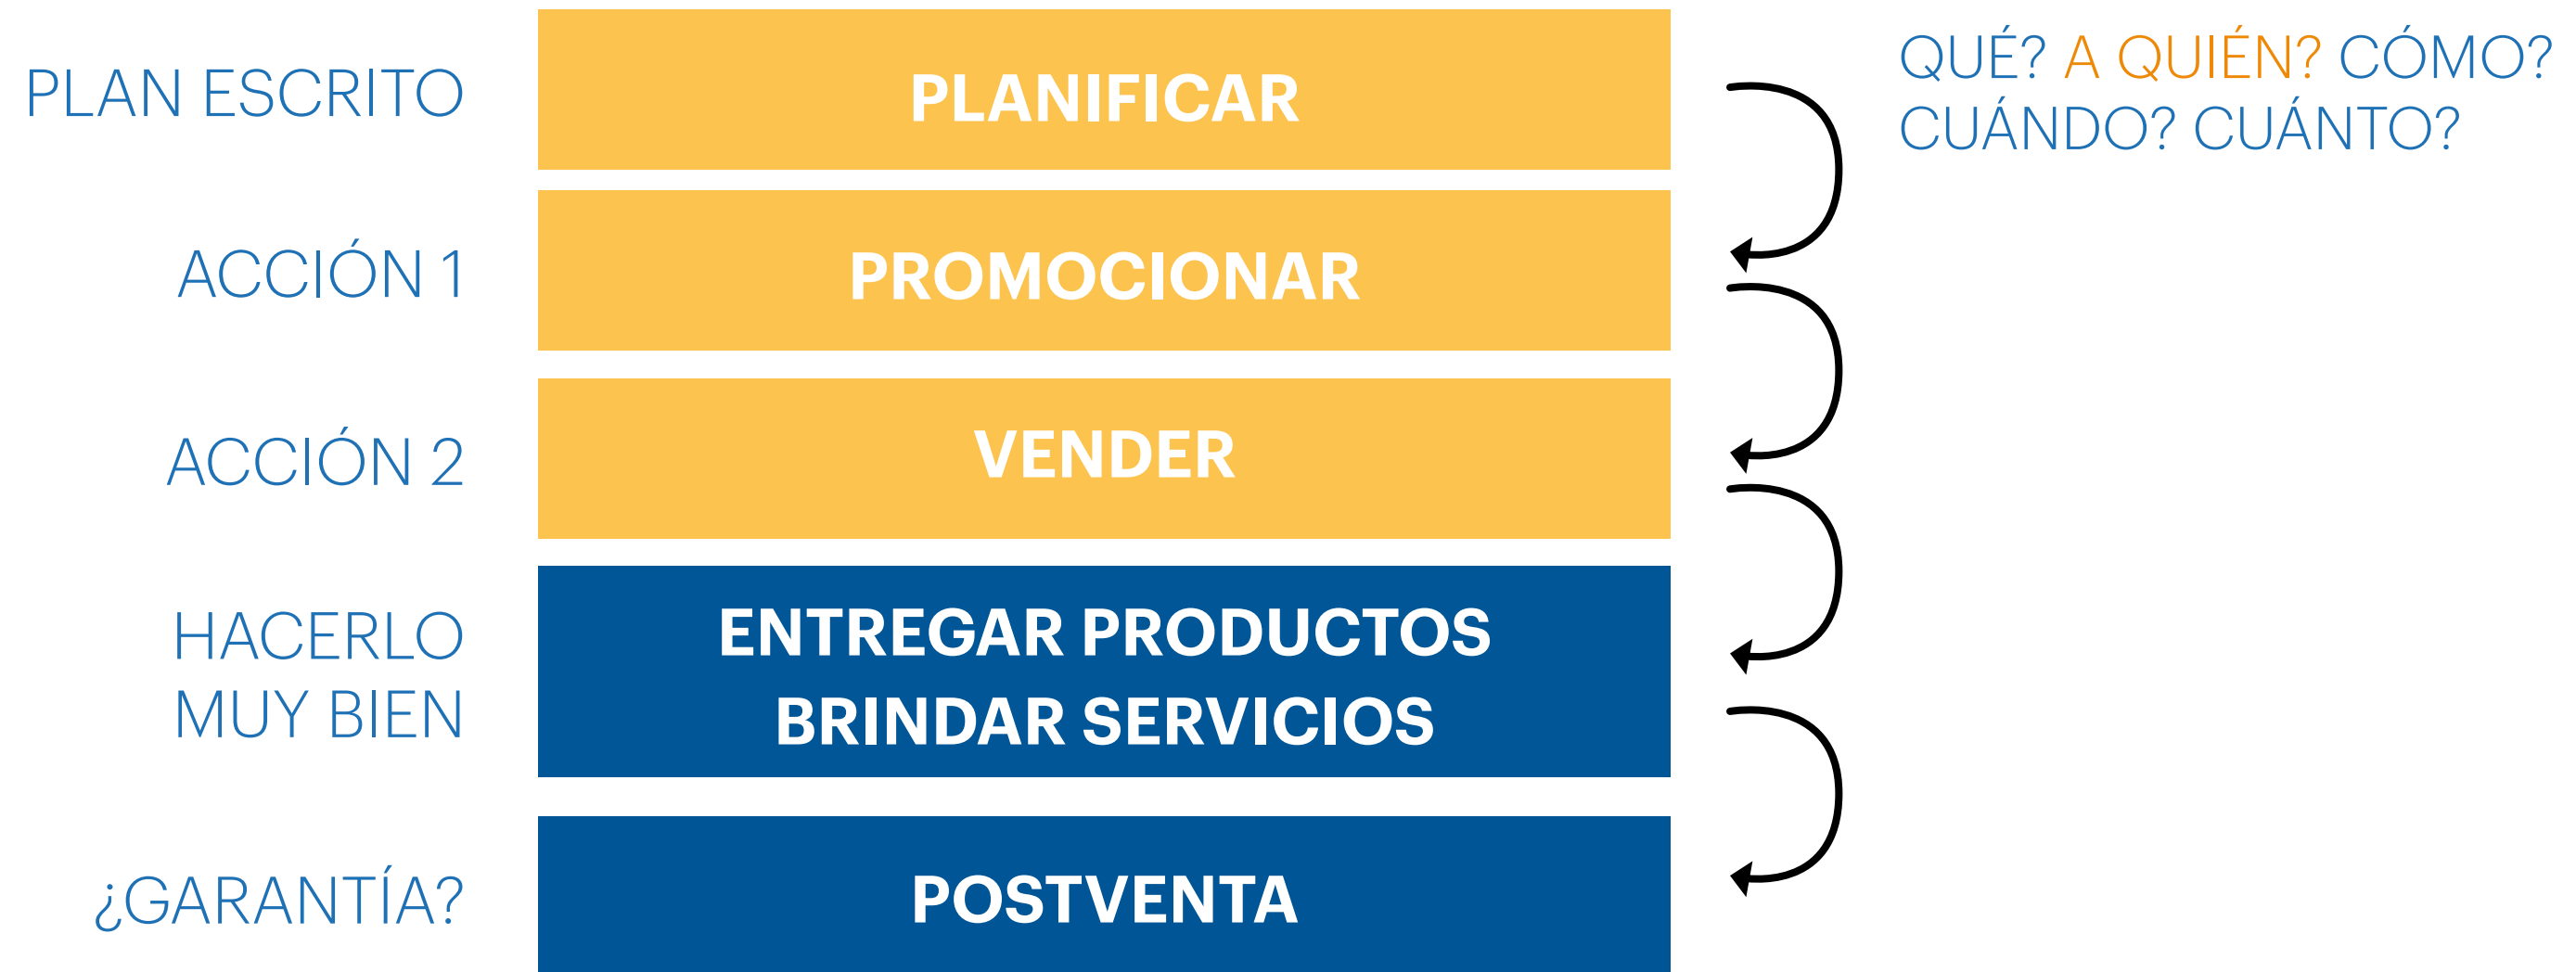 PLAN ESCRITO
PLANIFICAR
QUÉ? A QUIÉN? CÓMO?
CUÁNDO? CUÁNTO?
ACCIÓN 1
PROMOCIONAR
ACCIÓN 2
VENDER
HACERLO
MUY BIEN
ENTREGAR PRODUCTOS
BRINDAR SERVICIOS
¿GARANTÍA?
POSTVENTA